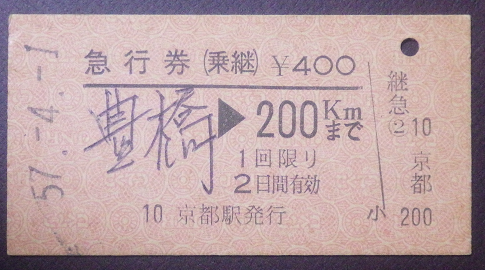 57.-4.-1
急行券(乗継)¥400
豊橋▶200Kmまで
1回限り
2日間有効
10 京都駅発行
継急② 10 京都
小 200